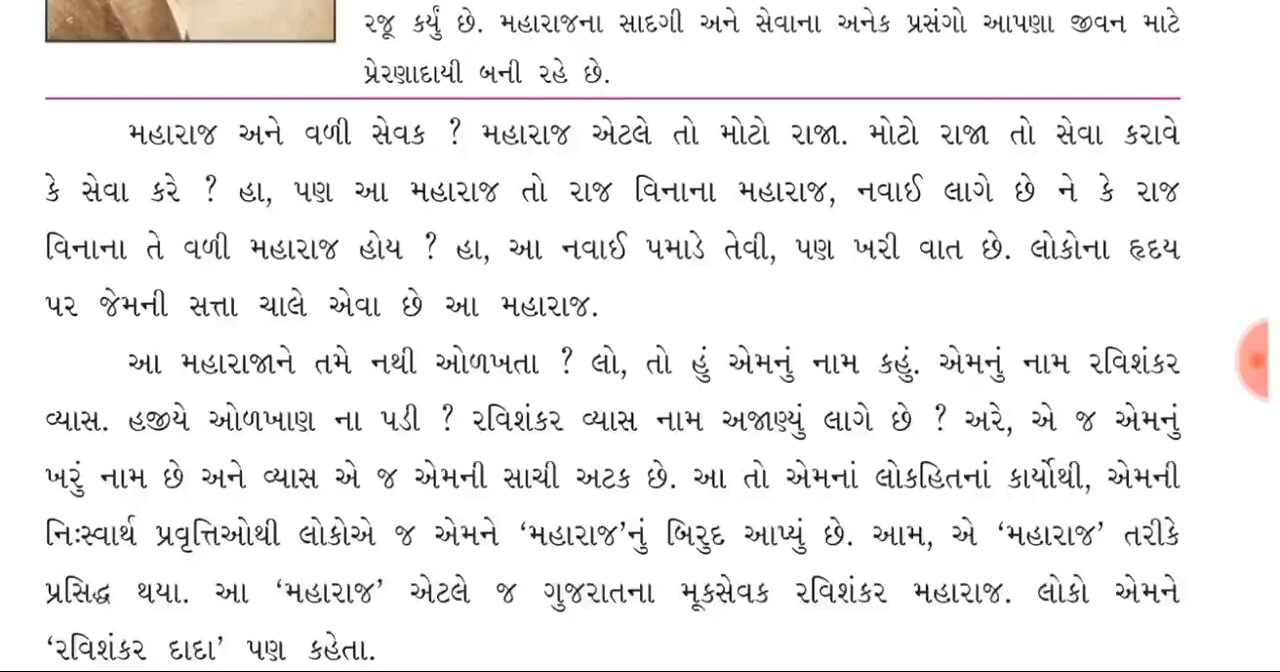 રજૂ કર્યું છે. મહારાજના સાદગી અને સેવાના અનેક પ્રસંગો આપણા જીવન માટે
પ્રેરણાદાયી બની રહે છે.
મહારાજ અને વળી સેવક ? મહારાજ એટલે તો મોટો રાજા. મોટો રાજા તો સેવા કરાવે
કે સેવા કરે ? હા, પણ આ મહારાજ તો રાજ વિનાના મહારાજ, નવાઈ લાગે છે ને કે રાજ
વિનાના તે વળી મહારાજ હોય ? હા, આ નવાઈ પમાડે તેવી, પણ ખરી વાત છે. લોકોના હૃદય
પર જેમની સત્તા ચાલે એવા છે આ મહારાજ.
આ મહારાજાને તમે નથી ઓળખતા ? લો, તો હું એમનું નામ કહું. એમનું નામ રવિશંકર
વ્યાસ. હજીયે ઓળખાણ ના પડી ? રવિશંકર વ્યાસ નામ અજાણ્યું લાગે છે ? અરે, એ જ એમનું
ખરું નામ છે અને વ્યાસ એ જ એમની સાચી અટક છે. આ તો એમનાં લોકહિતનાં કાર્યોથી, એમની
નિઃસ્વાર્થ પ્રવૃત્તિઓથી લોકોએ જ એમને ‘મહારાજ’નું બિરુદ આપ્યું છે. આમ, એ ‘મહારાજ’ તરીકે
પ્રસિદ્ધ થયા. આ ‘મહારાજ’ એટલે જ ગુજરાતના મૂકસેવક રવિશંકર મહારાજ. લોકો એમને
‘રવિશંકર દાદા’ પણ કહેતા.